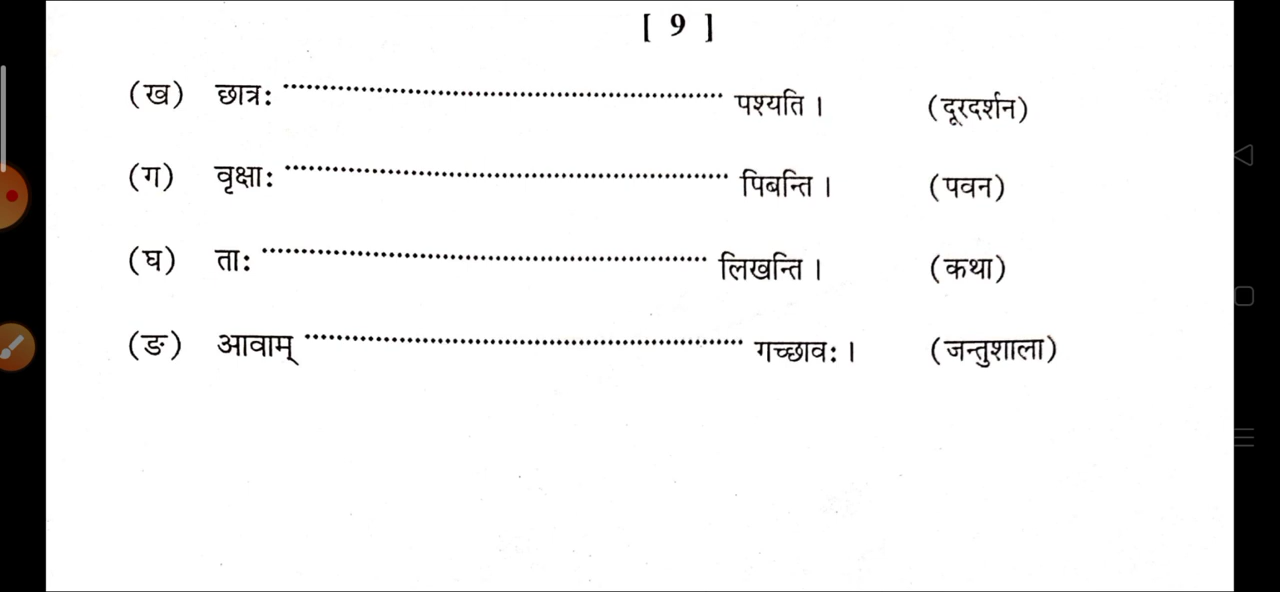 [ 9 ]
(ख) छात्रः ........................................ पश्यति । (दूरदर्शन)
(ग) वृक्षाः ........................................ पिबन्ति । (पवन)
(घ) ताः ........................................ लिखन्ति । (कथा)
(ङ) आवाम् ........................................ गच्छावः । (जन्तुशाला)